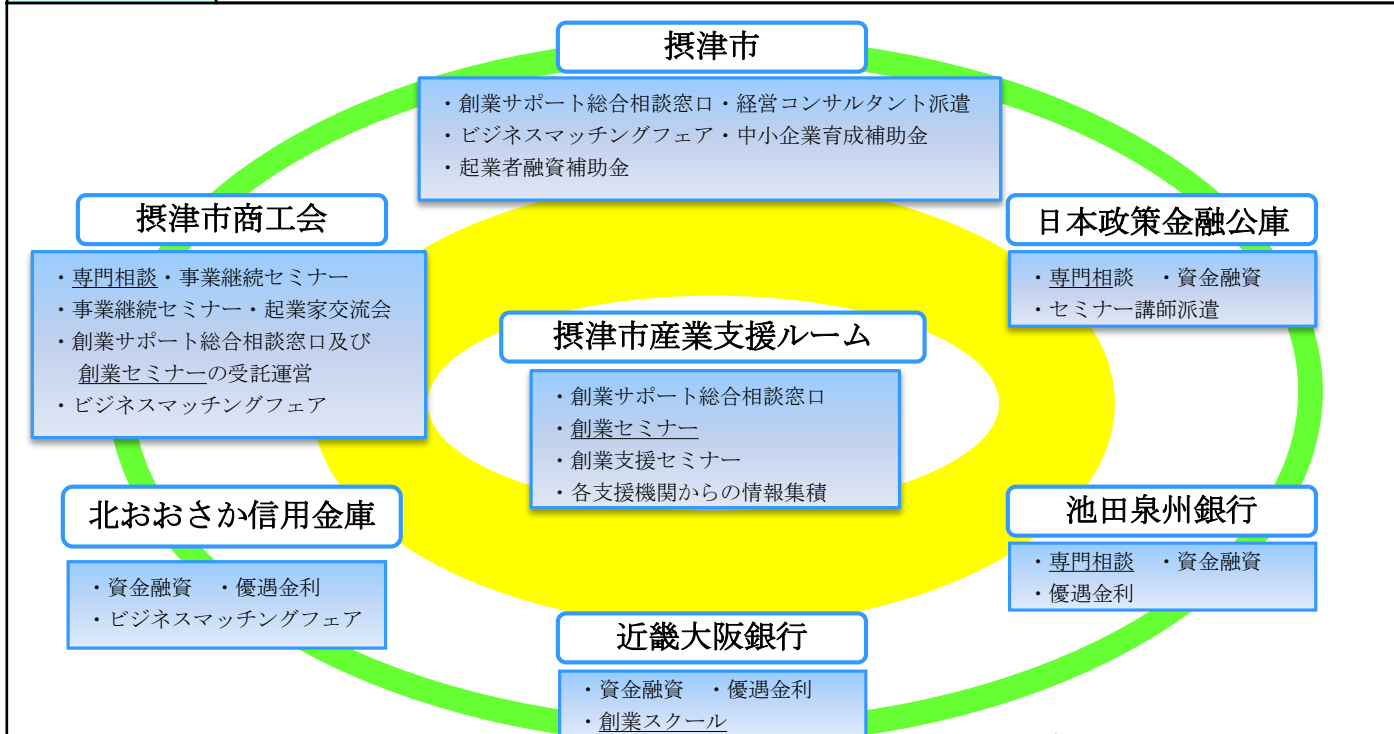 摂津市
・創業サポート総合相談窓口・経営コンサルタント派遣
・ビジネスマッチングフェア・中小企業育成補助金
・起業者融資補助金
摂津市商工会
・専門相談・事業継続セミナー
・事業継続セミナー・起業家交流会
・創業サポート総合相談窓口及び
創業セミナーの受託運営
・ビジネスマッチングフェア
日本政策金融公庫
・専門相談 ・資金融資
・セミナー講師派遣
摂津市産業支援ルーム
・創業サポート総合相談窓口
・創業セミナー
・創業支援セミナー
・各支援機関からの情報集積
北おおさか信用金庫
・資金融資 ・優遇金利
・ビジネスマッチングフェア
池田泉州銀行
・専門相談 ・資金融資
・優遇金利
近畿大阪銀行
・資金融資 ・優遇金利
・創業スクール